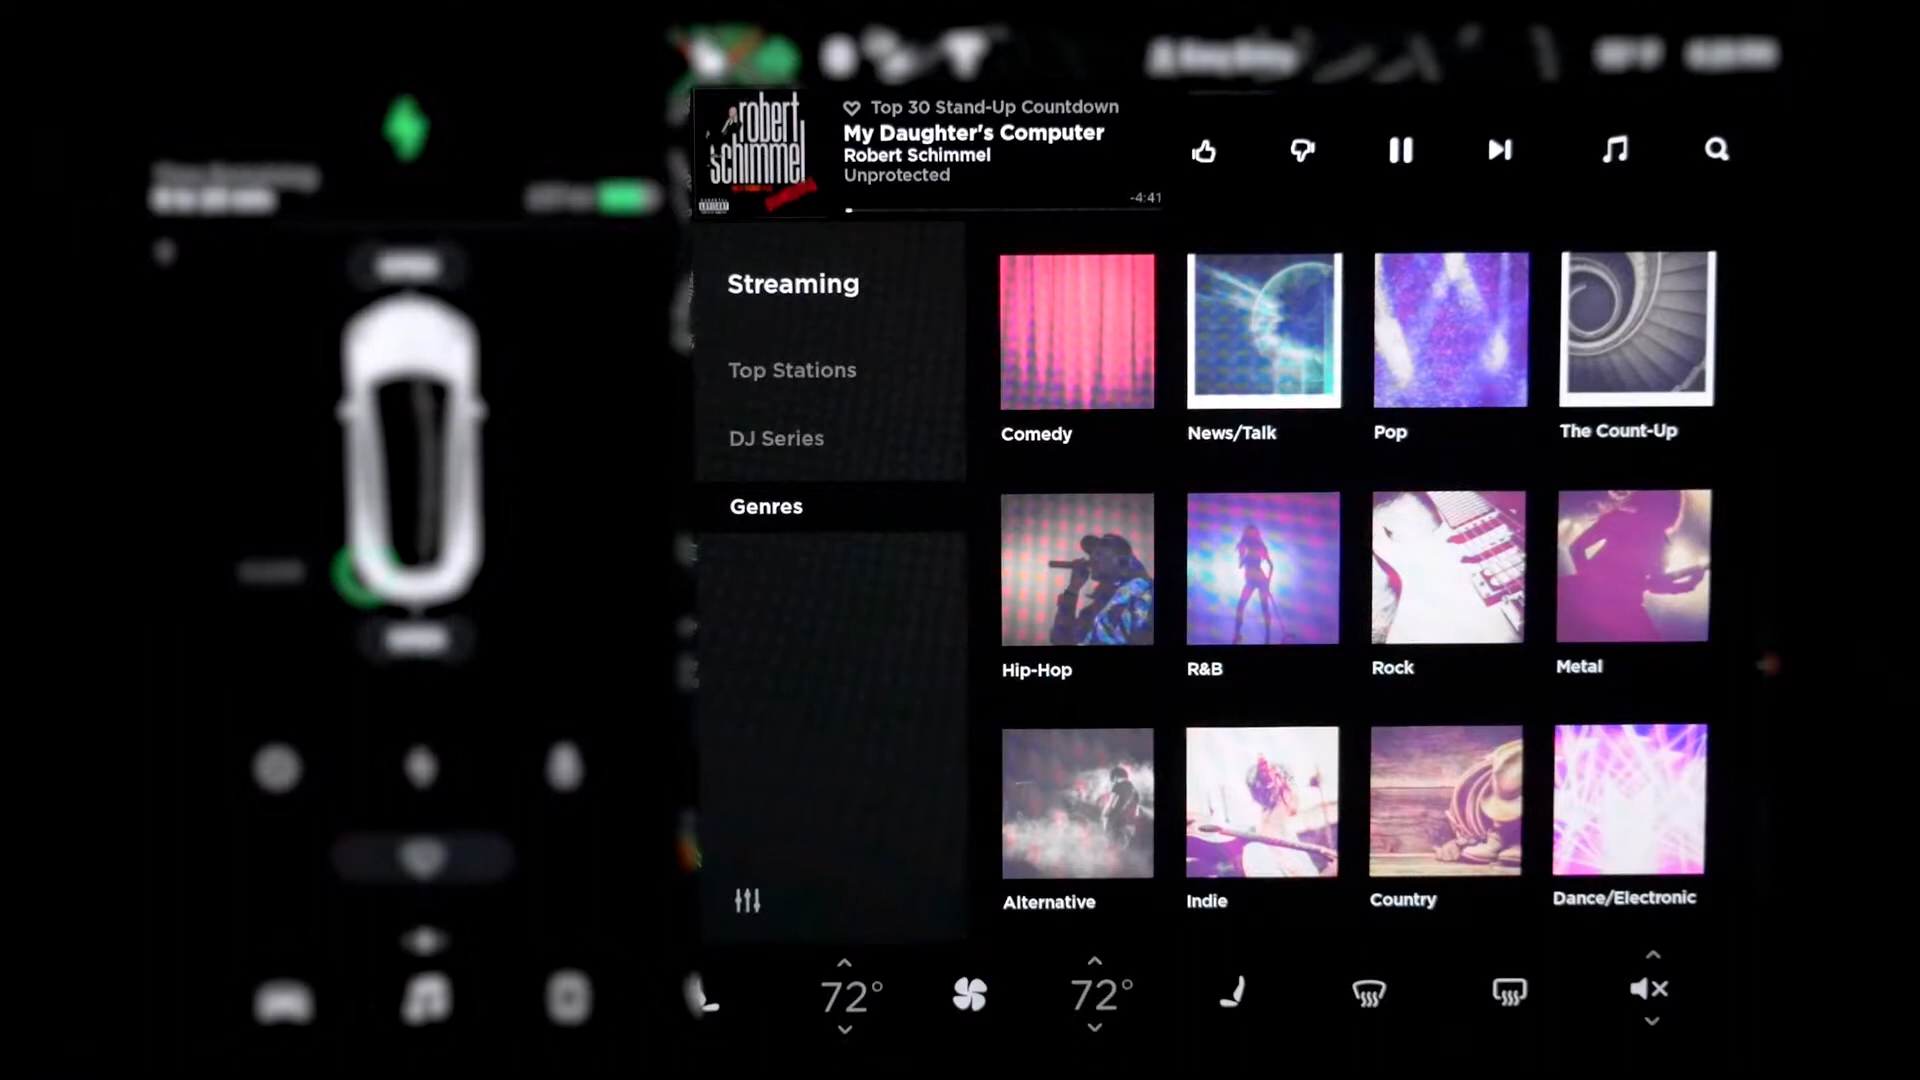 robert
schimmel
Top 30 Stand-Up Countdown
My Daughter's Computer
Robert Schimmel
Unprotected
-4:41
Streaming
Top Stations
DJ Series
Genres
Comedy
News/Talk
Pop
The Count-Up
Hip-Hop
R&B
Rock
Metal
Alternative
Indie
Country
Dance/Electronic
72°
72°